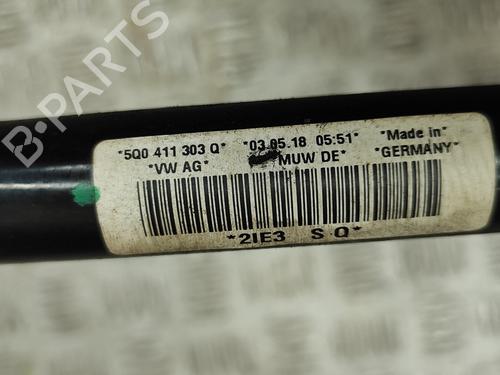 *5Q0 411 303 Q* *03.05.18 05:51* *Made in*
*VW AG* MUW DE* *GERMANY*
*2IE3 S Q*
B-PARTS